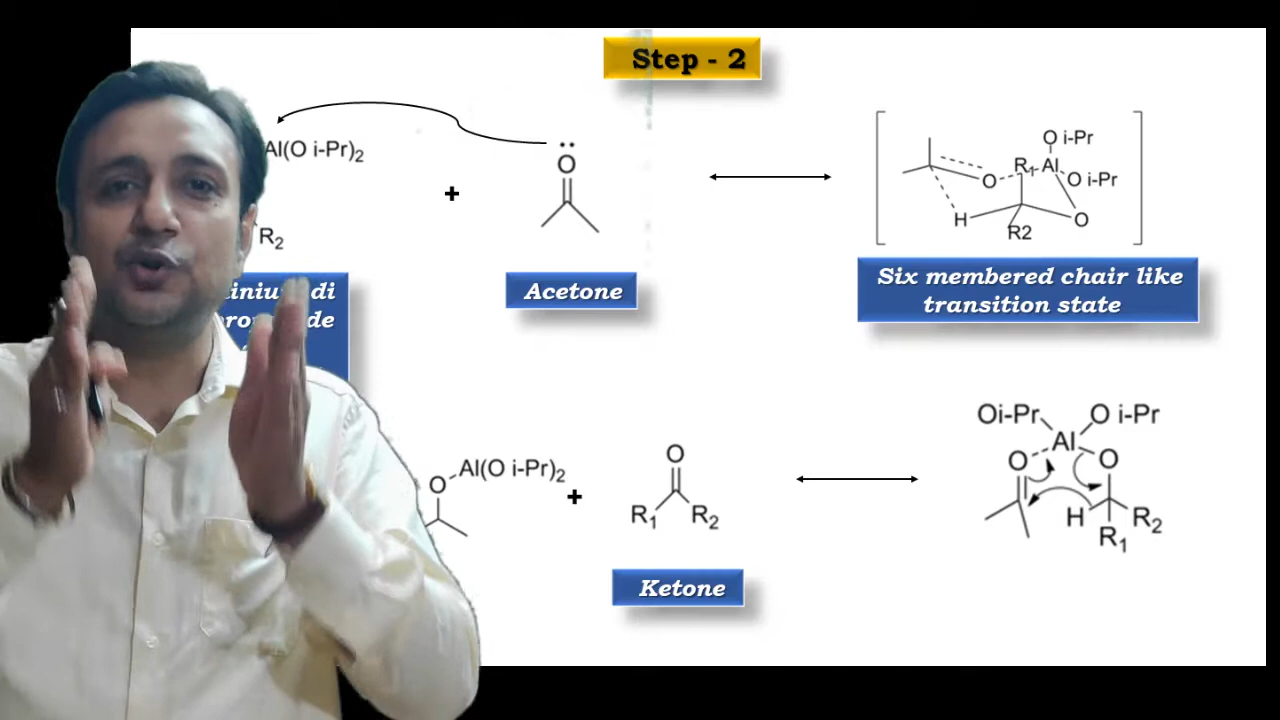 Step - 2
Al(O i-Pr)2
R2
+
O
Acetone
O i-Pr
R1 Al
O i-Pr
O
H
O
R2
Six membered chair like
transition state
di
O
Al(O i-Pr)2
+
O
R1 R2
Ketone
Oi-Pr O i-Pr
Al
O O
H R2
R1